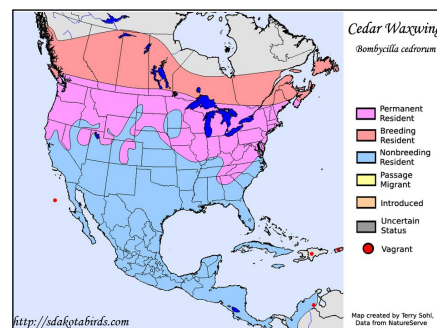 Cedar Waxwing
Bombycilla cedrorum
Permanent
Resident
Breeding
Resident
Nonbreeding
Resident
Passage
Migrant
Introduced
Uncertain
Status
Vagrant
Map created by Terry Sohl,
Data from NatureServe
http://sdakotabirds.com